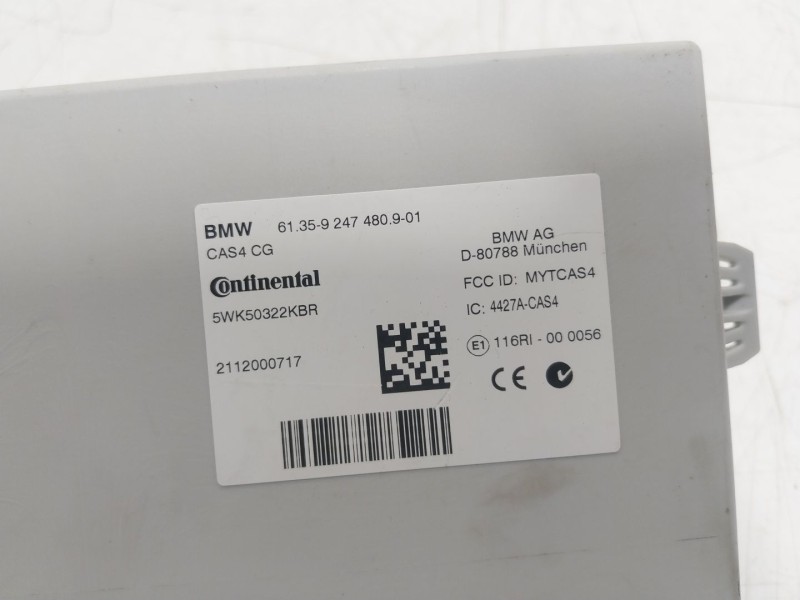 BMW 61.35-9 247 480.9-01
CAS4 CG
Continental
5WK50322KBR
2112000717
BMW AG
D-80788 München
FCC ID: MYTCAS4
IC: 4427A-CAS4
E1 116RI - 00 0056
CE